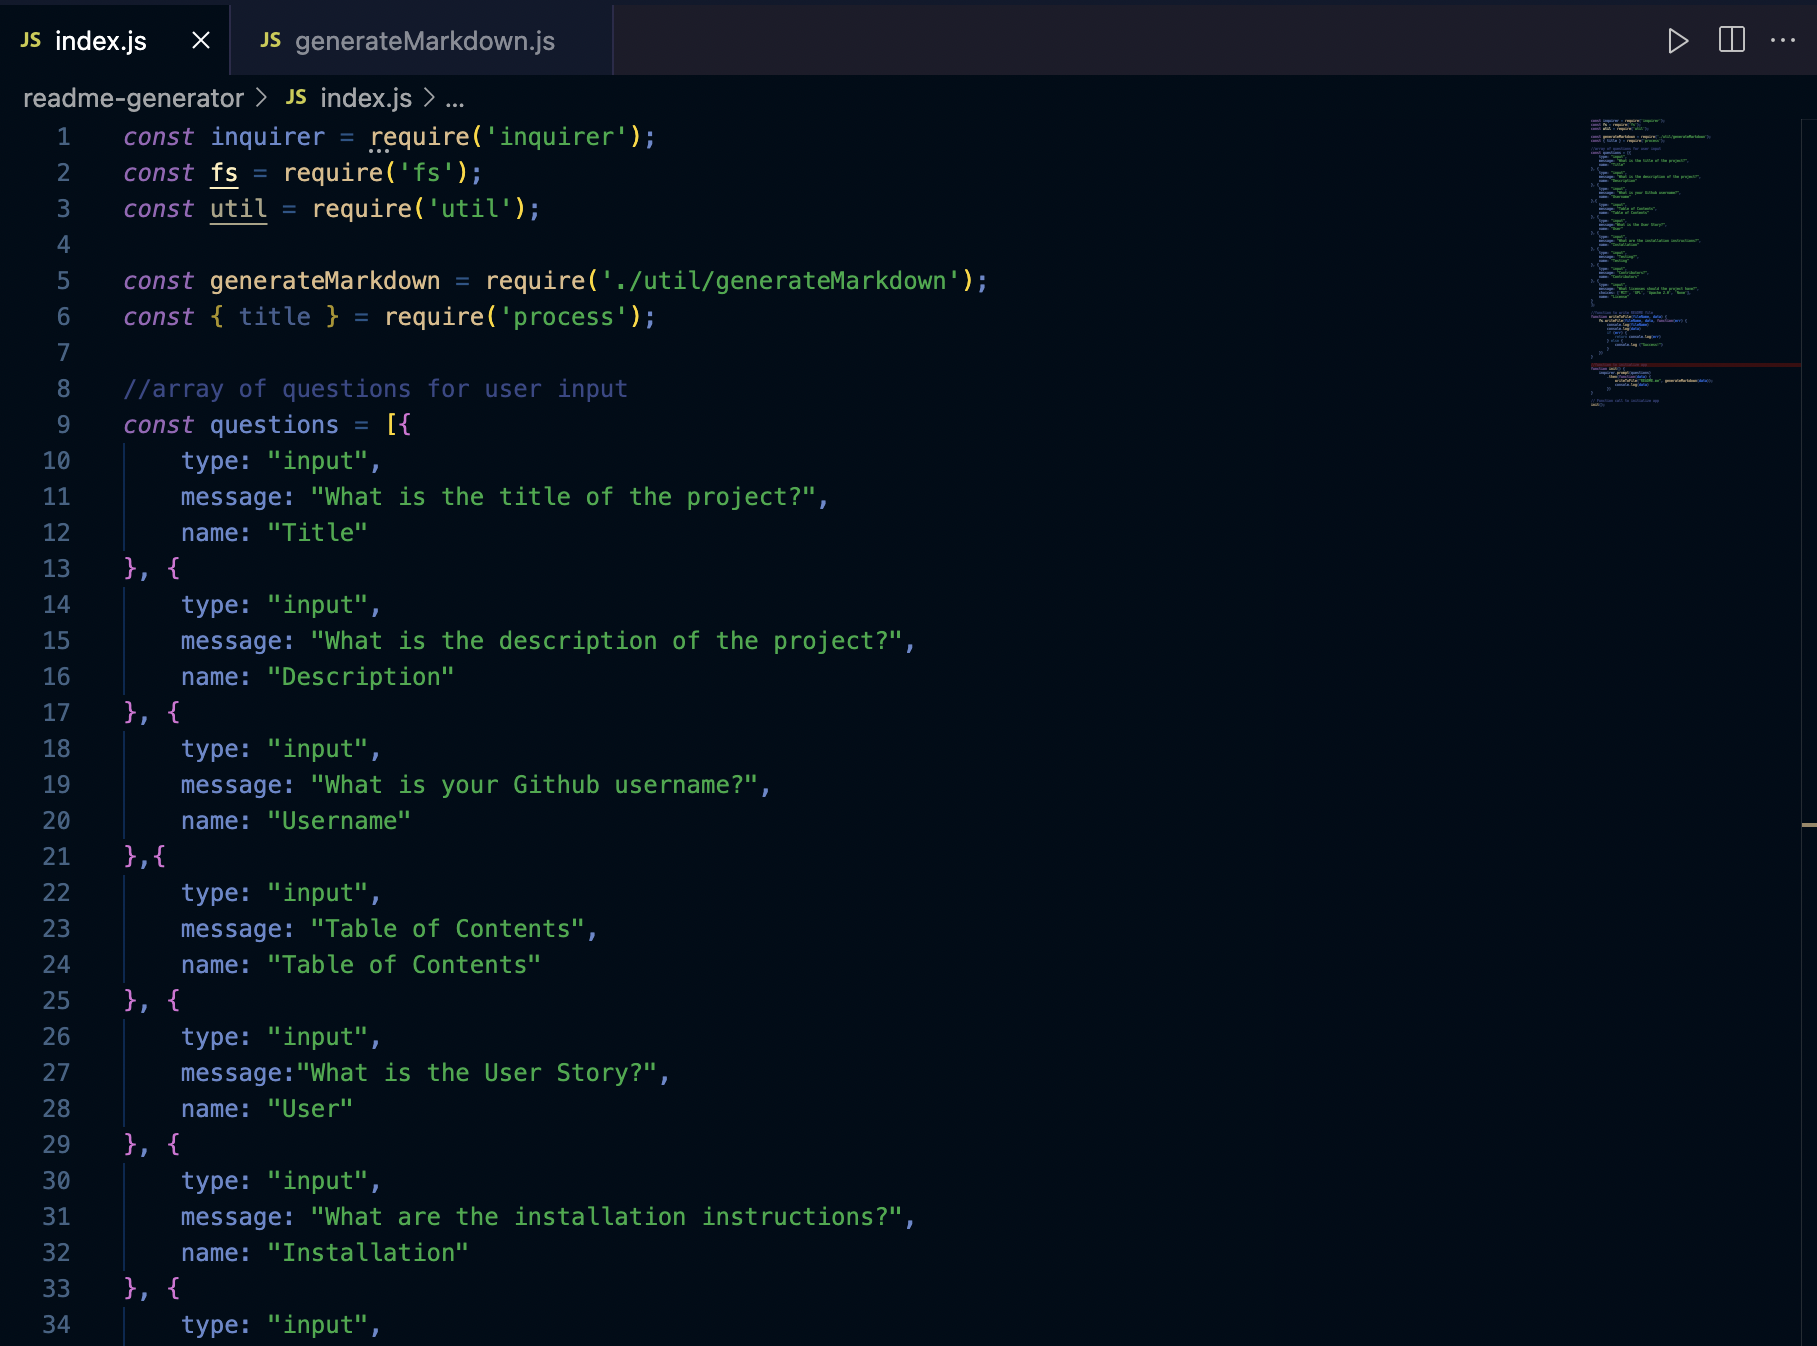 JS index.js
JS generateMarkdown.js
readme-generator > JS index.js > ...
1 const inquirer = require('inquirer');
2 const fs = require('fs');
3 const util = require('util');
4
5 const generateMarkdown = require('./util/generateMarkdown');
6 const { title } = require('process');
7
8 //array of questions for user input
9 const questions = [{
10     type: "input",
11     message: "What is the title of the project?",
12     name: "Title"
13 }, {
14     type: "input",
15     message: "What is the description of the project?",
16     name: "Description"
17 }, {
18     type: "input",
19     message: "What is your Github username?",
20     name: "Username"
21 },{
22     type: "input",
23     message: "Table of Contents",
24     name: "Table of Contents"
25 }, {
26     type: "input",
27     message:"What is the User Story?",
28     name: "User"
29 }, {
30     type: "input",
31     message: "What are the installation instructions?",
32     name: "Installation"
33 }, {
34     type: "input",